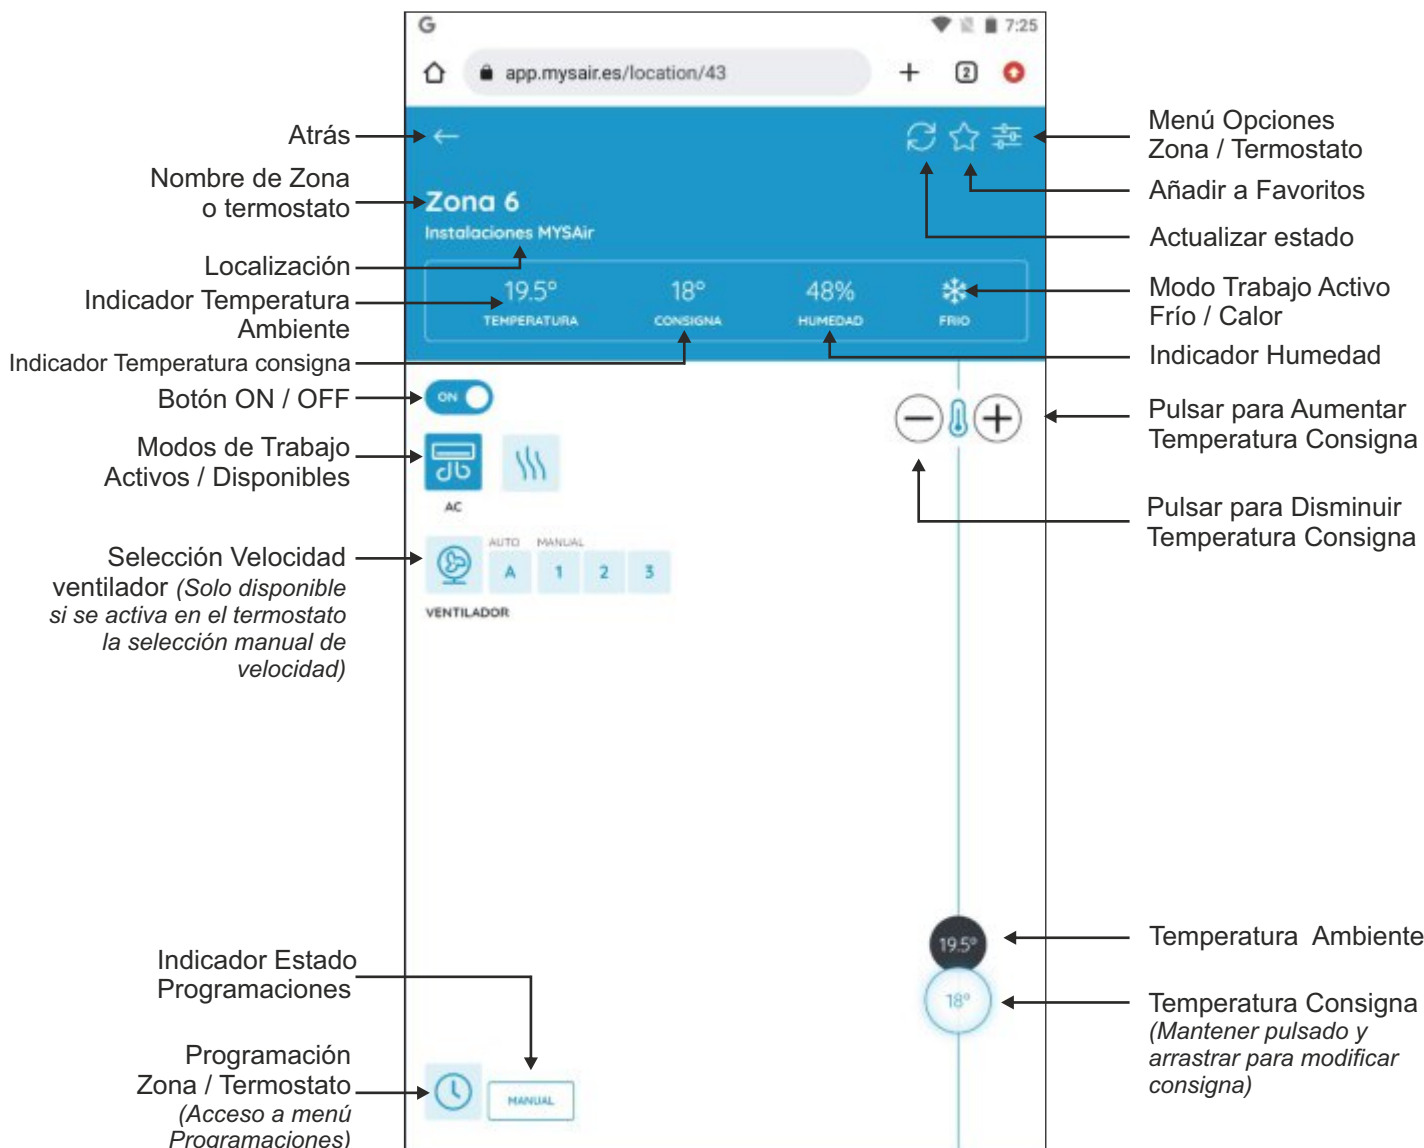 G
7:25
app.mysair.es/location/43
2
Atrás
Nombre de Zona
o termostato
Localización
Indicador Temperatura
Ambiente
Indicador Temperatura consigna
Botón ON / OFF
Modos de Trabajo
Activos / Disponibles
Selección Velocidad
ventilador (Solo disponible
si se activa en el termostato
la selección manual de
velocidad)
Indicador Estado
Programaciones
Programación
Zona / Termostato
(Acceso a menú
Programaciones)
Zona 6
Instalaciones MYSAir
19.5° 18° 48%
TEMPERATURA CONSIGNA HUMEDAD FRIO
ON
AC
AUTO MANUAL
A 1 2 3
VENTILADOR
19.5°
18°
MANUAL
Menú Opciones
Zona / Termostato
Añadir a Favoritos
Actualizar estado
Modo Trabajo Activo
Frío / Calor
Indicador Humedad
Pulsar para Aumentar
Temperatura Consigna
Pulsar para Disminuir
Temperatura Consigna
Temperatura Ambiente
Temperatura Consigna
(Mantener pulsado y
arrastrar para modificar
consigna)